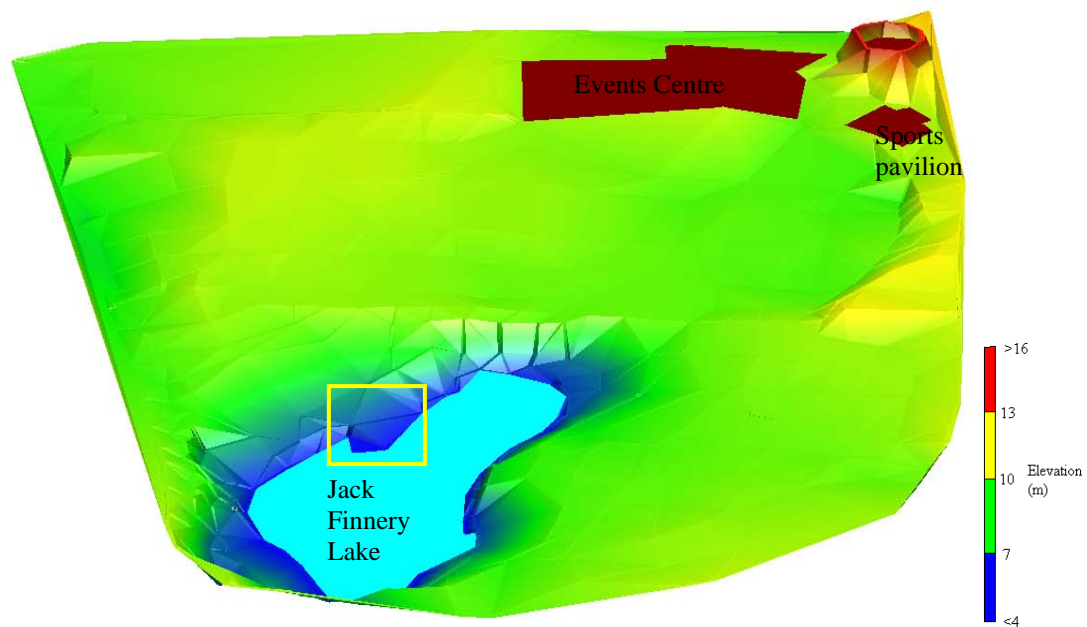 Events Centre
Sports
pavilion
>16
13
10
Elevation
(m)
7
<4
Jack
Finnery
Lake